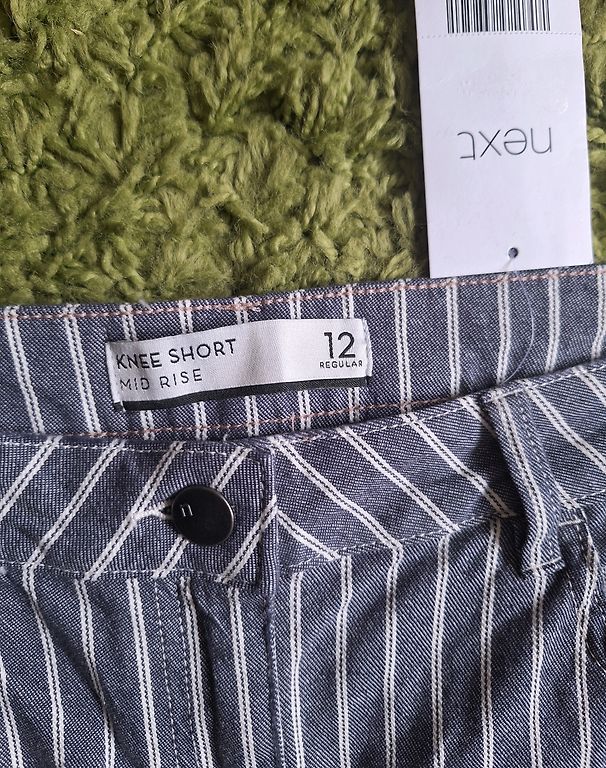 next
KNEE SHORT
MID RISE
12
REGULAR